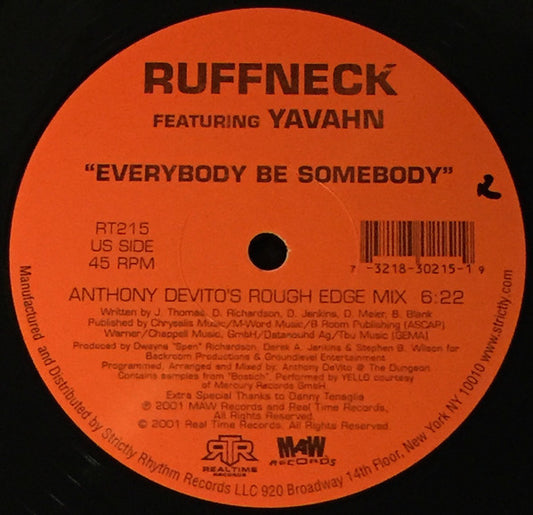 RUFFNECK
FEATURING YAVAHN
"EVERYBODY BE SOMEBODY"
RT215
US SIDE
45 RPM
7 -3218-30215-1 9
ANTHONY DEVITO'S ROUGH EDGE MIX 6:22
Written by J. Thomas, D. Richardson, D. Jenkins, D. Meier, B. Blank
Published by Chrysalis Music/M-Word Music/B Room Publishing (ASCAP)
Warner/Chappell Music, GmbH/Datanound Ag/Tbu Music (GEMA)
Produced by Dwayne "Spen" Richardson, Derek A. Jenkins & Stephen B. Wilson for
Backroom Productions & Groundlevel Entertainment
Programmed, Arranged and Mixed by: Anthony DeVito @ The Dungeon
Contains samples from "Bostich", Performed by YELLO courtesy
of Mercury Records GmbH
Extra Special Thanks to Danny Tenaglia
℗ 2001 MAW Records and Real Time Records,
All Rights Reserved.
© 2001 Real Time Records. All Rights Reserved.
RTR
REALTIME
RECORDS
MAW
RECORDS
Manufactured and Distributed by Strictly Rhythm Records LLC 920 Broadway 14th Floor, New York NY 10010 www.strictly.com